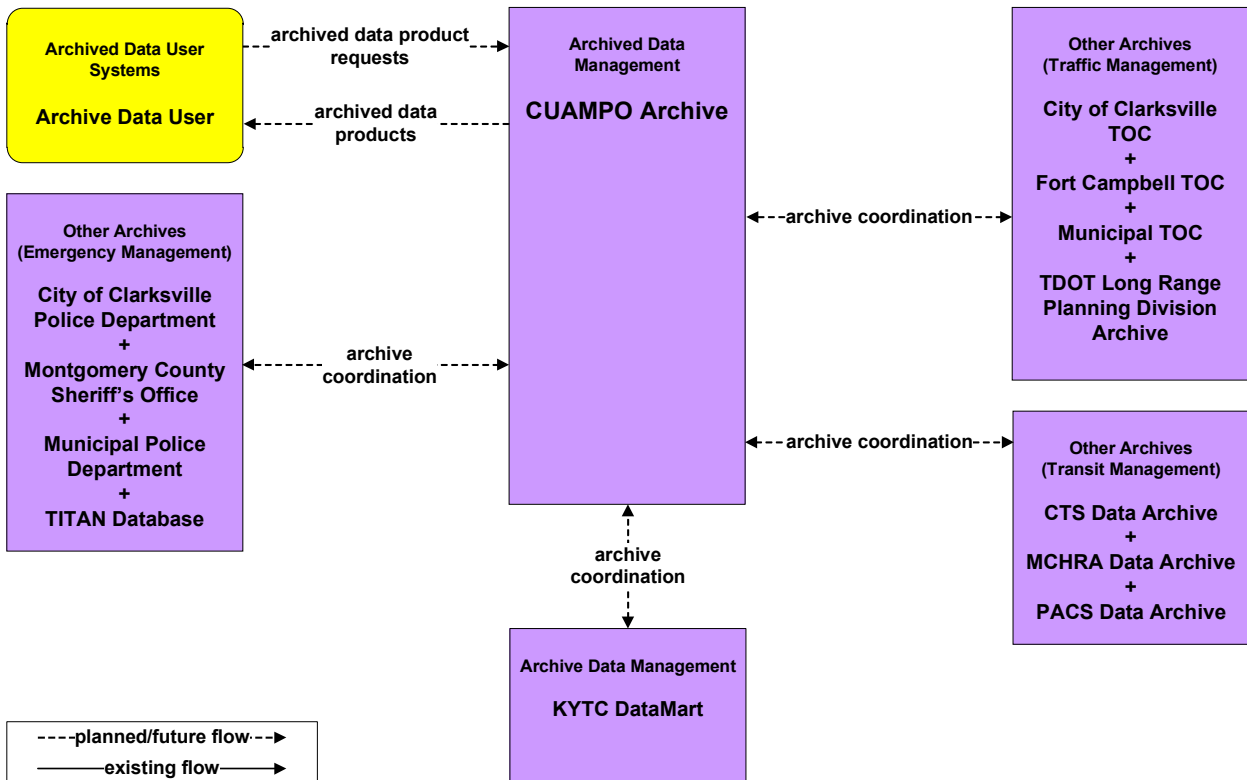 Archived Data User
Systems
Archive Data User
archived data product
requests
archived data
products
Archived Data
Management
CUAMPO Archive
Other Archives
(Traffic Management)
City of Clarksville
TOC
+
Fort Campbell TOC
+
Municipal TOC
+
TDOT Long Range
Planning Division
Archive
archive coordination
Other Archives
(Emergency Management)
City of Clarksville
Police Department
+
Montgomery County
Sheriff's Office
+
Municipal Police
Department
+
TITAN Database
archive
coordination
archive coordination
Other Archives
(Transit Management)
CTS Data Archive
+
MCHRA Data Archive
+
PACS Data Archive
archive
coordination
Archive Data Management
KYTC DataMart
planned/future flow
existing flow